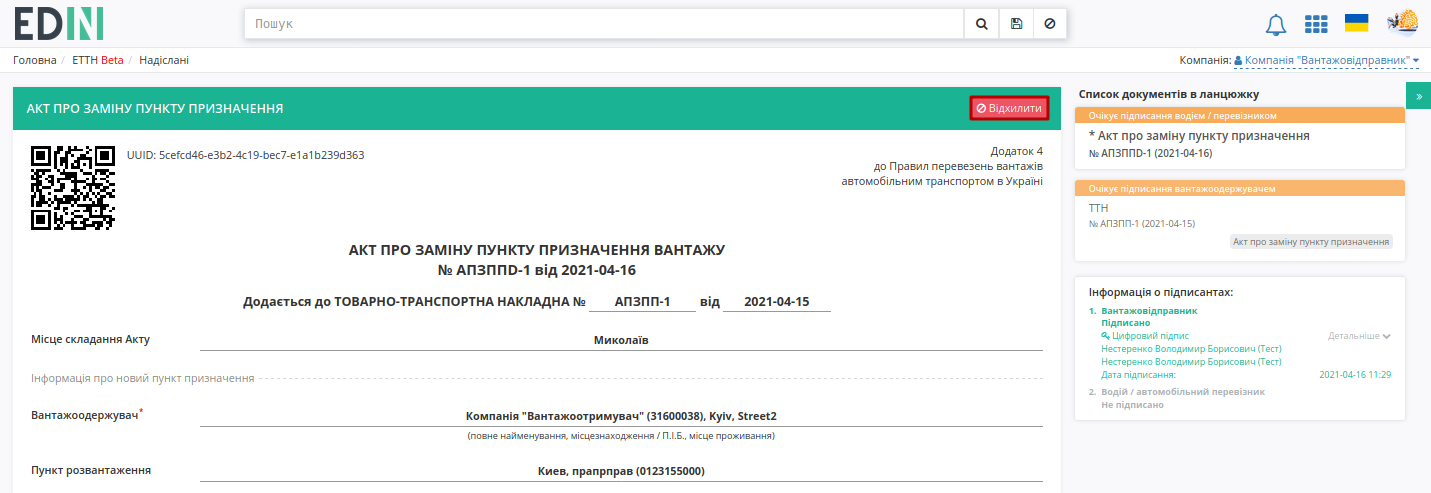 EDIN
Пошук
Головна / ЕТТН Beta / Надіслані
Компанія: Компанія "Вантажовідправник"
АКТ ПРО ЗАМІНУ ПУНКТУ ПРИЗНАЧЕННЯ
Відхилити
UUID: 5cefcd46-e3b2-4c19-bec7-e1a1b239d363
Додаток 4
до Правил перевезень вантажів
автомобільним транспортом в Україні
АКТ ПРО ЗАМІНУ ПУНКТУ ПРИЗНАЧЕННЯ ВАНТАЖУ
№ АПЗППD-1 від 2021-04-16
Додається до ТОВАРНО-ТРАНСПОРТНА НАКЛАДНА № АПЗПП-1 від 2021-04-15
Місце складання Акту Миколаїв
Інформація про новий пункт призначення
Вантажоодержувач* Компанія "Вантажоотримувач" (31600038), Kyiv, Street2
(повне найменування, місцезнаходження / П.І.Б., місце проживання)
Пункт розвантаження Киев, прапрправ (0123155000)
Список документів в ланцюжку
»
Очікує підписання водієм / перевізником
* Акт про заміну пункту призначення
№ АПЗППD-1 (2021-04-16)
Очікує підписання вантажоодержувачем
ТТН
№ АПЗПП-1 (2021-04-15)
Акт про заміну пункту призначення
Інформація о підписантах:
1. Вантажовідправник
Підписано
Цифровий підпис Детальніше
Нестеренко Володимир Борисович (Тест)
Нестеренко Володимир Борисович (Тест)
Дата підписання: 2021-04-16 11:29
2. Водій / автомобільний перевізник
Не підписано